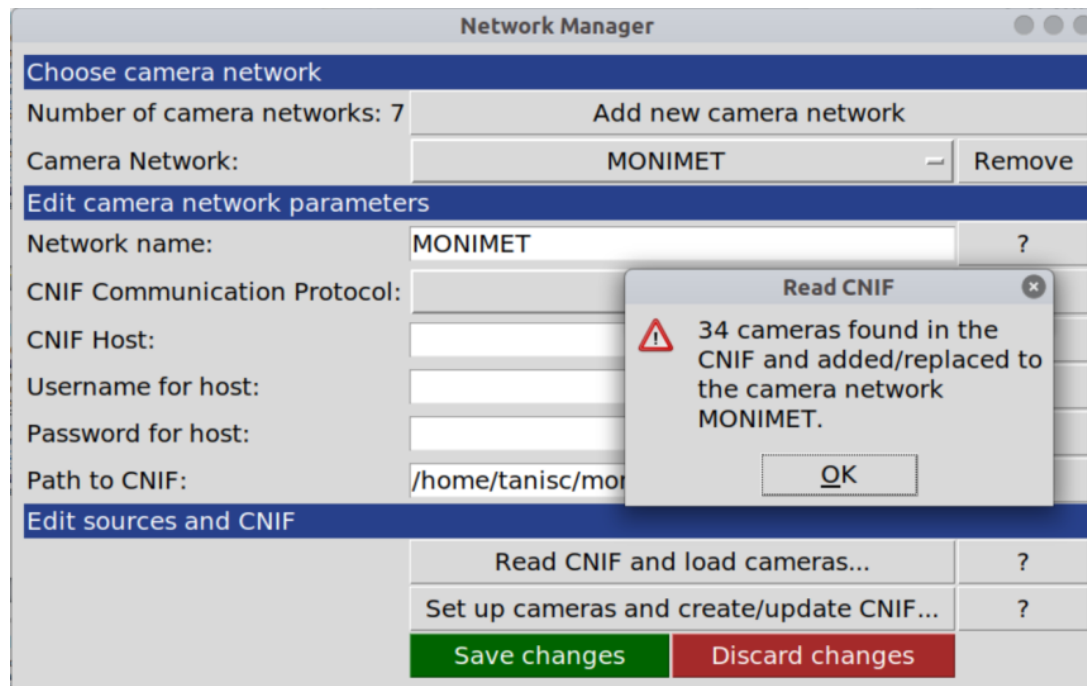 Network Manager
Choose camera network
Number of camera networks: 7 Add new camera network
Camera Network: MONIMET Remove
Edit camera network parameters
Network name: MONIMET ?
CNIF Communication Protocol:
CNIF Host:
Username for host:
Password for host:
Path to CNIF: /home/tanisc/mo
Read CNIF
34 cameras found in the
CNIF and added/replaced to
the camera network
MONIMET.
OK
Edit sources and CNIF
Read CNIF and load cameras... ?
Set up cameras and create/update CNIF... ?
Save changes Discard changes